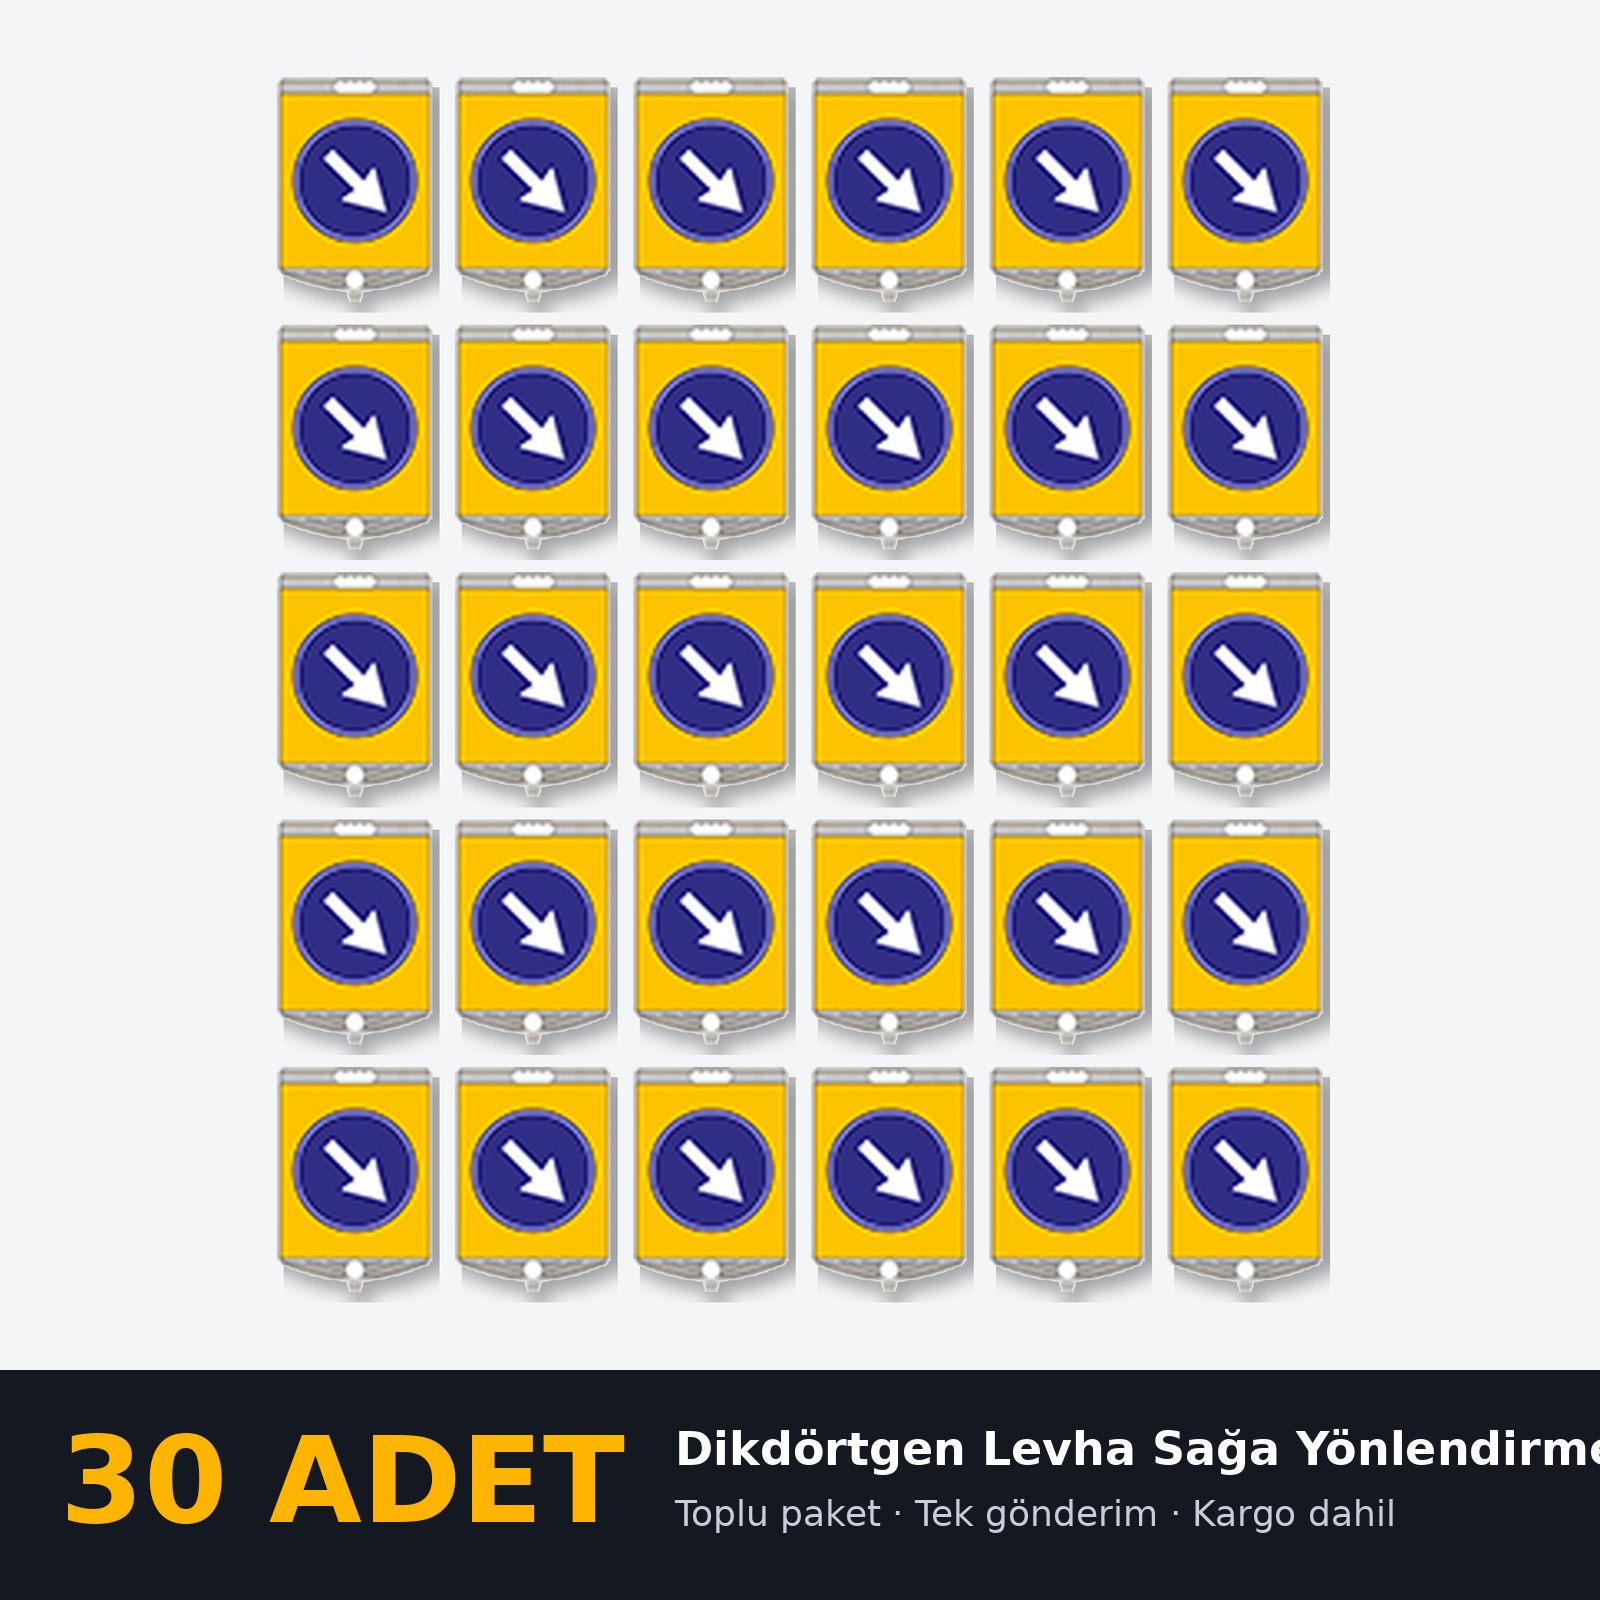 30 ADET
Dikdörtgen Levha Sağa Yönlendirme
Toplu paket · Tek gönderim · Kargo dahil